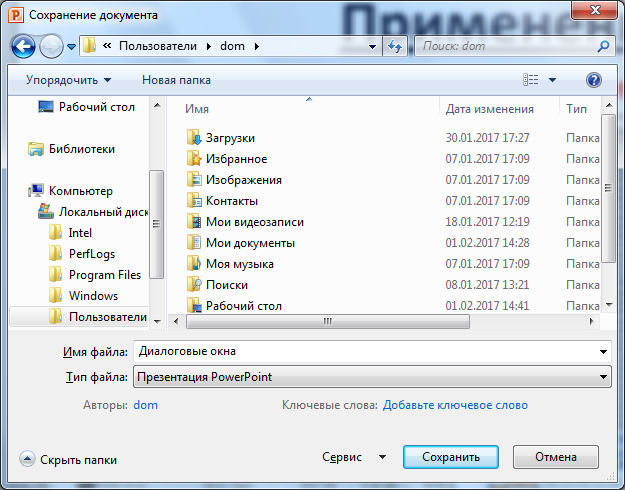 Сохранение документа
Применен
« Пользователи dom
Поиск: dom
Упорядочить Новая папка
Рабочий стол
Библиотеки
Компьютер
Локальный диск
Intel
PerfLogs
Program Files
Windows
Пользователи
Имя Дата изменения Тип
Загрузки 30.01.2017 17:27 Папка
Избранное 07.01.2017 17:09 Папка
Изображения 07.01.2017 17:09 Папка
Контакты 07.01.2017 17:09 Папка
Мои видеозаписи 18.01.2017 12:19 Папка
Мои документы 01.02.2017 14:28 Папка
Моя музыка 07.01.2017 17:09 Папка
Поиски 08.01.2017 13:21 Папка
Рабочий стол 01.02.2017 14:41 Папка
Имя файла: Диалоговые окна
Тип файла: Презентация PowerPoint
Авторы: dom Ключевые слова: Добавьте ключевое слово
Скрыть папки Сервис Сохранить Отмена